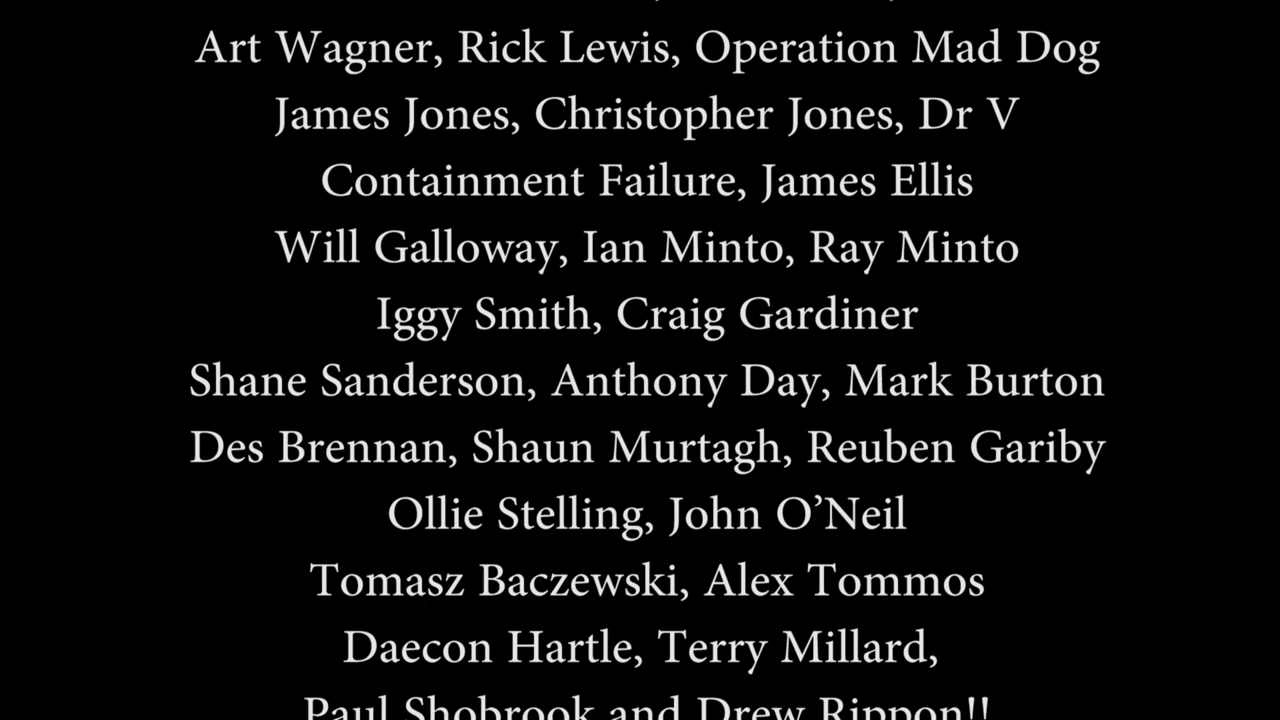 Art Wagner, Rick Lewis, Operation Mad Dog
James Jones, Christopher Jones, Dr V
Containment Failure, James Ellis
Will Galloway, Ian Minto, Ray Minto
Iggy Smith, Craig Gardiner
Shane Sanderson, Anthony Day, Mark Burton
Des Brennan, Shaun Murtagh, Reuben Gariby
Ollie Stelling, John O’Neil
Tomasz Baczewski, Alex Tommos
Daecon Hartle, Terry Millard,
Paul Shobrook and Drew Rippon!!